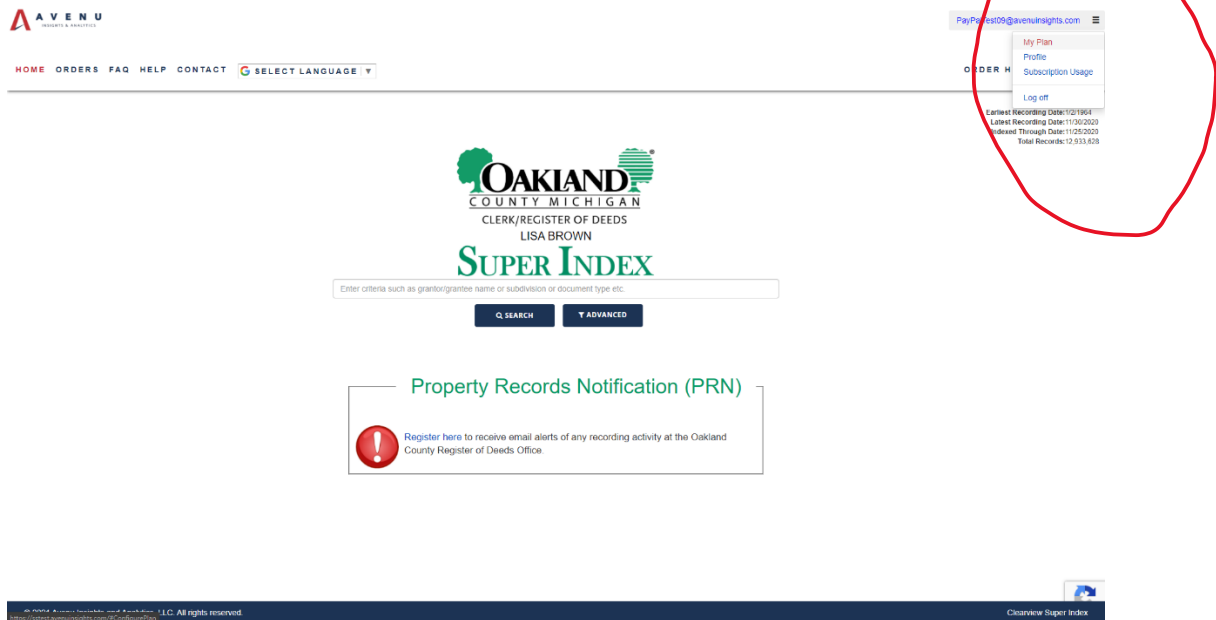 AVENU
INSIGHTS & ANALYTICS
PayPalTest09@avenuinsights.com
My Plan
Profile
Subscription Usage
Log off
HOME ORDERS FAQ HELP CONTACT G SELECT LANGUAGE ▼
ORDER H
Earliest Recording Date:1/2/1964
Latest Recording Date:11/30/2020
Indexed Through Date:11/25/2020
Total Records:12,933,628
OAKLAND
COUNTY MICHIGAN
CLERK/REGISTER OF DEEDS
LISA BROWN
SUPER INDEX
Enter criteria such as grantor/grantee name or subdivision or document type etc.
SEARCH ADVANCED
Property Records Notification (PRN)
Register here to receive email alerts of any recording activity at the Oakland
County Register of Deeds Office.
© 2024 Avenu Insights and Analytics, LLC. All rights reserved.
Clearview Super Index